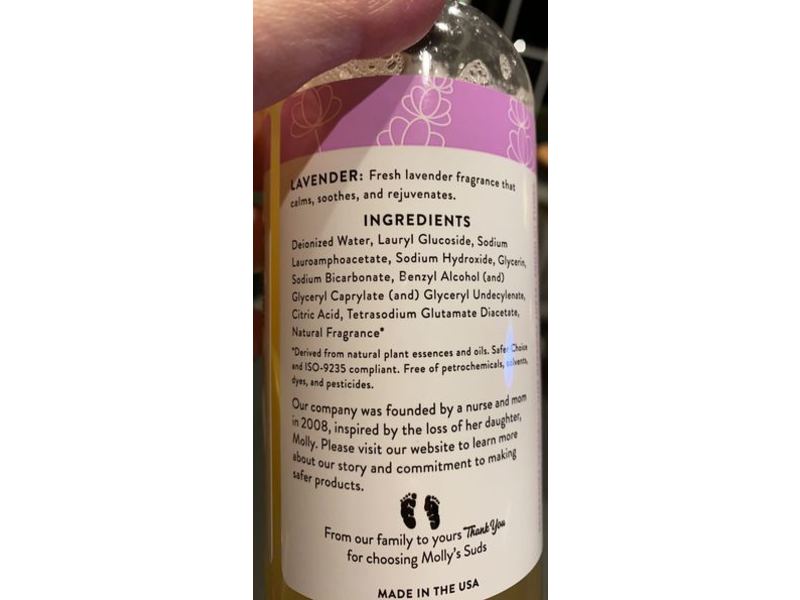 LAVENDER: Fresh lavender fragrance that
calms, soothes, and rejuvenates.
INGREDIENTS
Deionized Water, Lauryl Glucoside, Sodium
Lauroamphoacetate, Sodium Hydroxide, Glycerin,
Sodium Bicarbonate, Benzyl Alcohol (and)
Glyceryl Caprylate (and) Glyceryl Undecylenate,
Citric Acid, Tetrasodium Glutamate Diacetate,
Natural Fragrance*
*Derived from natural plant essences and oils. Safer Choice
and ISO-9235 compliant. Free of petrochemicals, solvents,
dyes, and pesticides.
Our company was founded by a nurse and mom
in 2008, inspired by the loss of her daughter,
Molly. Please visit our website to learn more
about our story and commitment to making
safer products.
From our family to yours Thank You
for choosing Molly's Suds
MADE IN THE USA